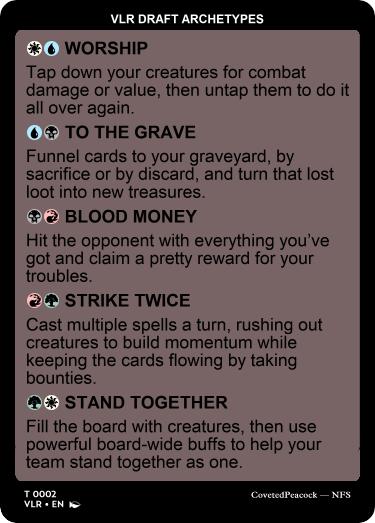 VLR DRAFT ARCHETYPES
WORSHIP
Tap down your creatures for combat
damage or value, then untap them to do it
all over again.
TO THE GRAVE
Funnel cards to your graveyard, by
sacrifice or by discard, and turn that lost
loot into new treasures.
BLOOD MONEY
Hit the opponent with everything you've
got and claim a pretty reward for your
troubles.
STRIKE TWICE
Cast multiple spells a turn, rushing out
creatures to build momentum while
keeping the cards flowing by taking
bounties.
STAND TOGETHER
Fill the board with creatures, then use
powerful board-wide buffs to help your
team stand together as one.
T 0002
VLR • EN
CovetedPeacock — NFS